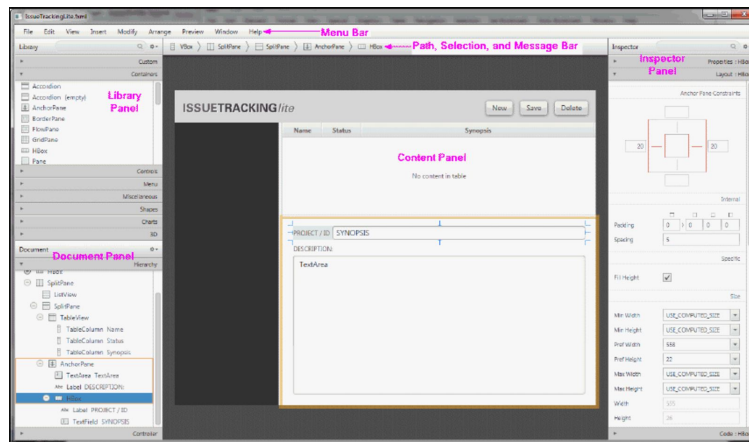 IssueTrackingLite.fxml
File Edit View Insert Modify Arrange Preview Window Help Menu Bar
Library
VBox SplitPane SplitPane AnchorPane HBox Path, Selection, and Message Bar
Inspector
Custom
Containers
Accordion
Accordion (empty)
AnchorPane
BorderPane
FlowPane
GridPane
HBox
Pane
Library Panel
Controls
Menu
Miscellaneous
Shapes
Charts
3D
Document
Document Panel
Hierarchy
SplitPane
ListView
SplitPane
TableView
TableColumn Name
TableColumn Status
TableColumn Synopsis
AnchorPane
TextArea TextArea
Abc Label DESCRIPTION:
HBox
Abc Label PROJECT / ID
TextField SYNOPSIS
Controller
ISSUETRACKINGlite
New Save Delete
Name Status Synopsis
Content Panel
No content in table
PROJECT / ID SYNOPSIS
DESCRIPTION:
TextArea
Inspector Panel
Properties : HBox
Layout : HBox
Anchor Pane Constraints
20 20
Internal
Padding 0 0 0 0
Spacing 5
Specific
Fill Height
Size
Min Width USE_COMPUTED_SIZE
Min Height USE_COMPUTED_SIZE
Pref Width
Pref Height 22
Max Width USE_COMPUTED_SIZE
Max Height USE_COMPUTED_SIZE
Width
Height
Code : HBox